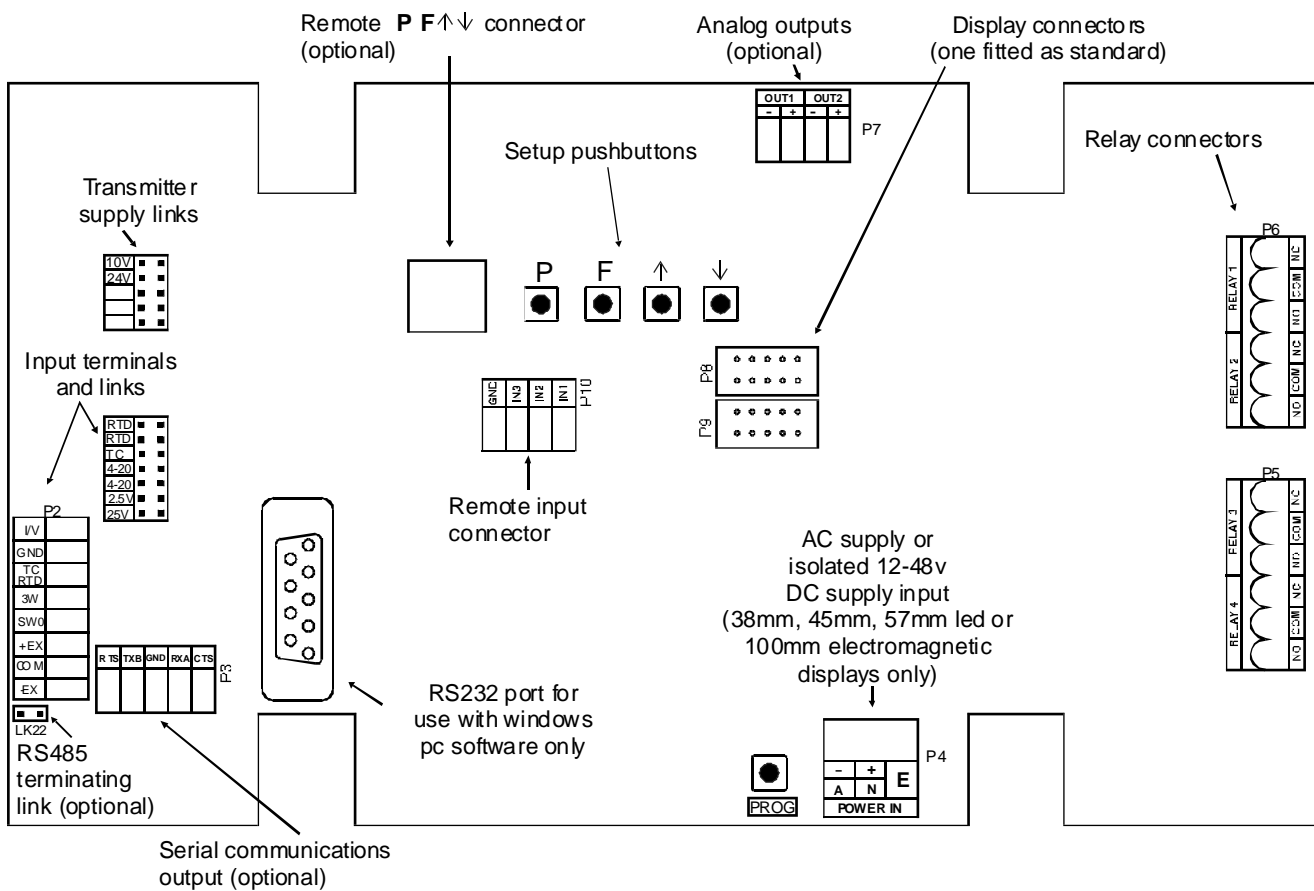 Remote P F↑↓ connector
(optional)
Analog outputs
(optional)
Display connectors
(one fitted as standard)
OUT1 OUT2
- + - +
P7
Setup pushbuttons
Relay connectors
Transmitter
supply links
10V
24V
P F ↑ ↓
P6
RELAY 1
NC
COM
NO
RELAY 2
NC
COM
NO
Input terminals
and links
RTD
RTD
TC
4-20
4-20
2.5V
25V
GND
IN3
IN2
IN1
P10
P8
P9
Remote input
connector
P5
RELAY 3
NC
COM
NO
RELAY 4
NC
COM
NO
P2
I/V
GND
TC
RTD
3W
SW0
+EX
COM
-EX
LK22
RTS TXB GND RXA CTS
P3
AC supply or
isolated 12-48v
DC supply input
(38mm, 45mm, 57mm led or
100mm electromagnetic
displays only)
RS232 port for
use with windows
pc software only
RS485
terminating
link (optional)
PROG
- +
A N E
POWER IN
P4
Serial communications
output (optional)